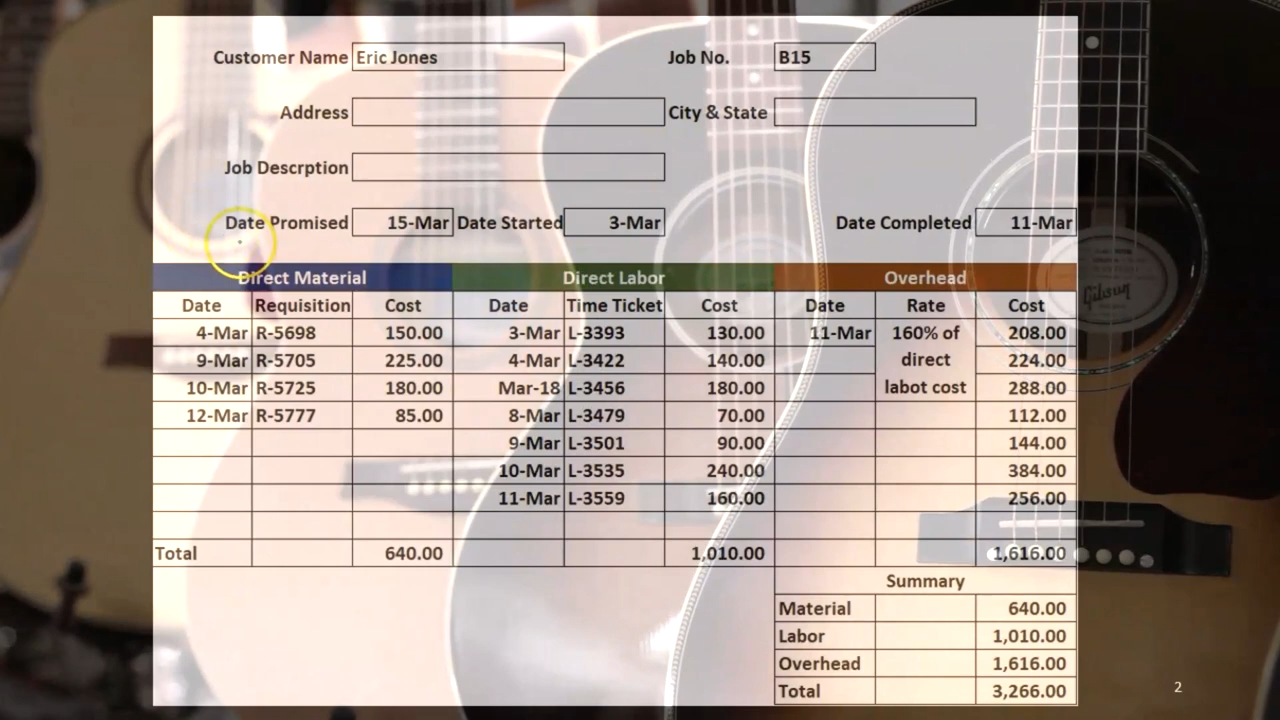 Customer Name Eric Jones Job No. B15
Address City & State
Job Descrption
Date Promised 15-Mar Date Started 3-Mar Date Completed 11-Mar
Direct Material Direct Labor Overhead
Date Requisition Cost Date Time Ticket Cost Date Rate Cost
4-Mar R-5698 150.00 3-Mar L-3393 130.00 11-Mar 160% of 208.00
9-Mar R-5705 225.00 4-Mar L-3422 140.00 direct 224.00
10-Mar R-5725 180.00 Mar-18 L-3456 180.00 labot cost 288.00
12-Mar R-5777 85.00 8-Mar L-3479 70.00 112.00
9-Mar L-3501 90.00 144.00
10-Mar L-3535 240.00 384.00
11-Mar L-3559 160.00 256.00
Total 640.00 1,010.00 1,616.00
Summary
Material 640.00
Labor 1,010.00
Overhead 1,616.00
Total 3,266.00
Gibson
2